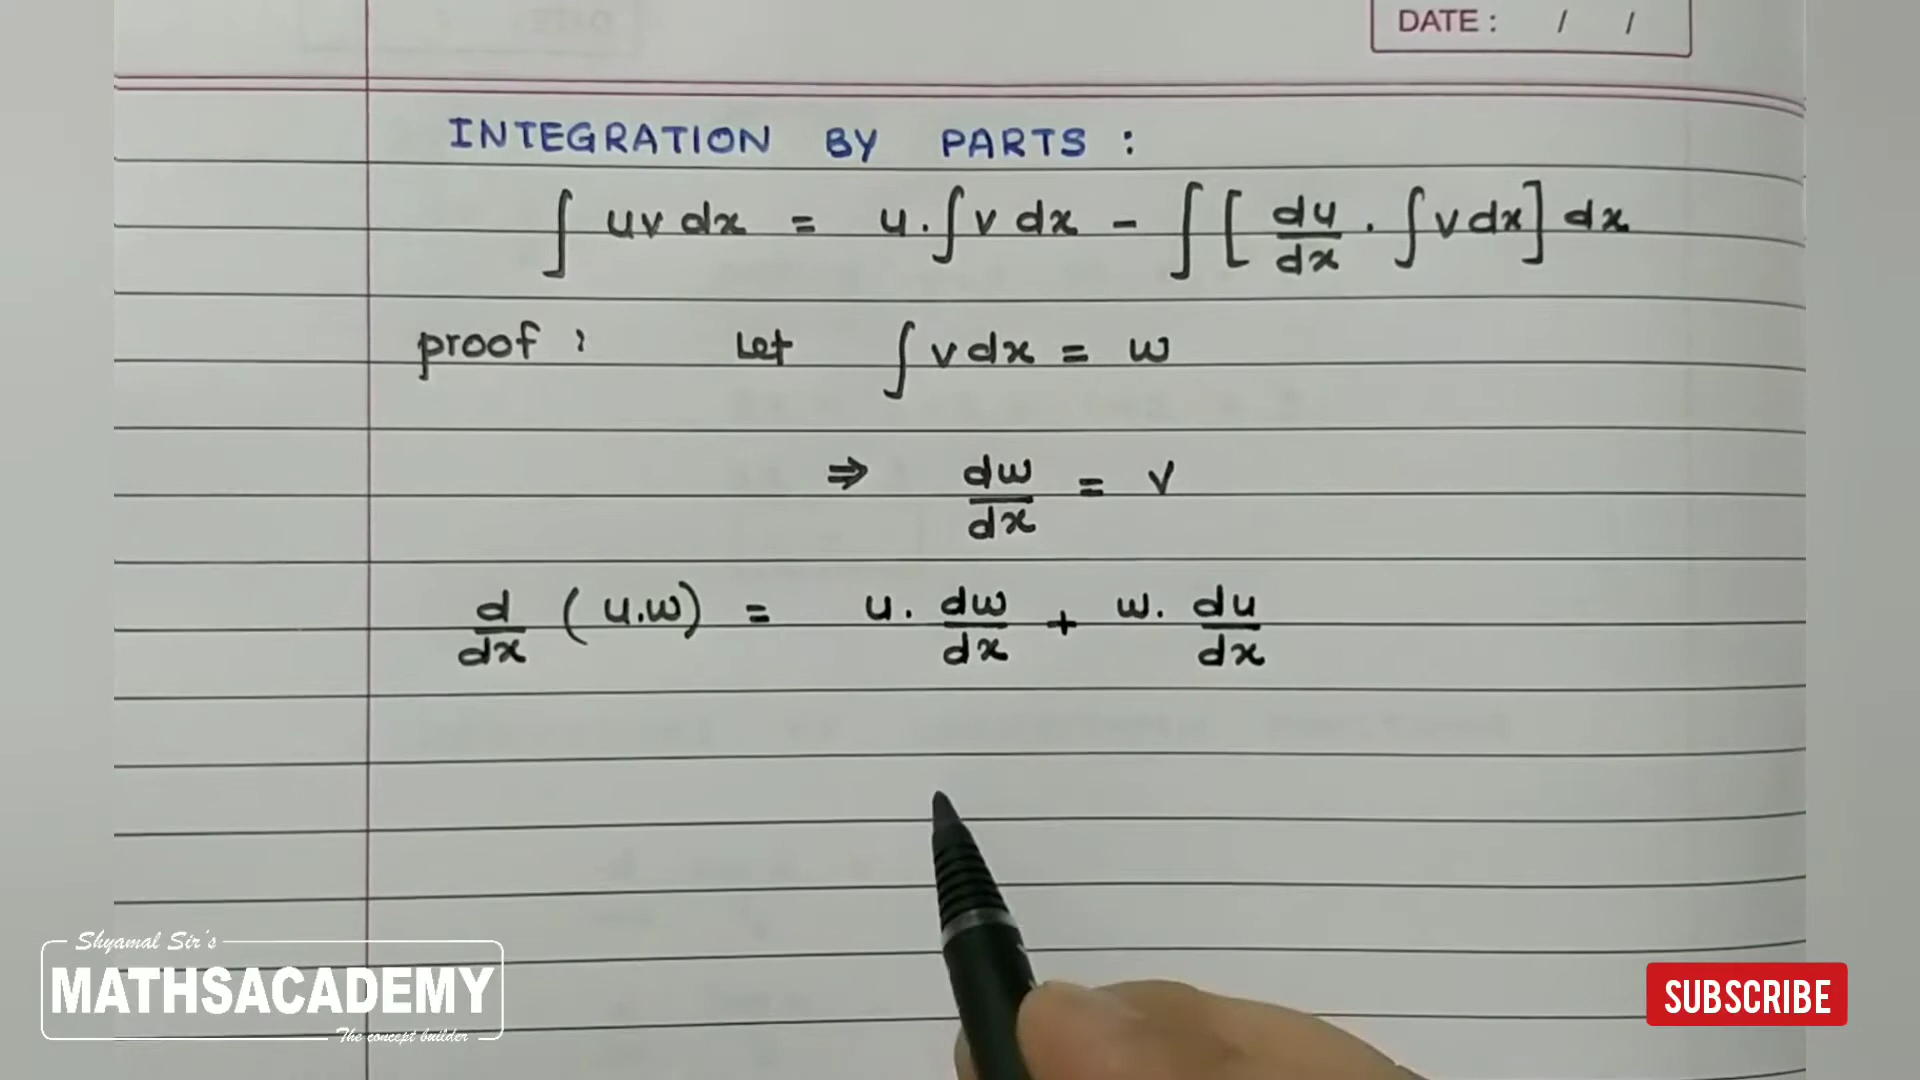 DATE : / /
INTEGRATION BY PARTS :
∫ uv dx = u . ∫ v dx - ∫ [ du/dx . ∫ v dx ] dx
proof : Let ∫ v dx = w
⇒ dw/dx = v
d/dx ( u.w ) = u . dw/dx + w . du/dx
Shyamal Sir's
MATHSACADEMY
The concept builder
SUBSCRIBE